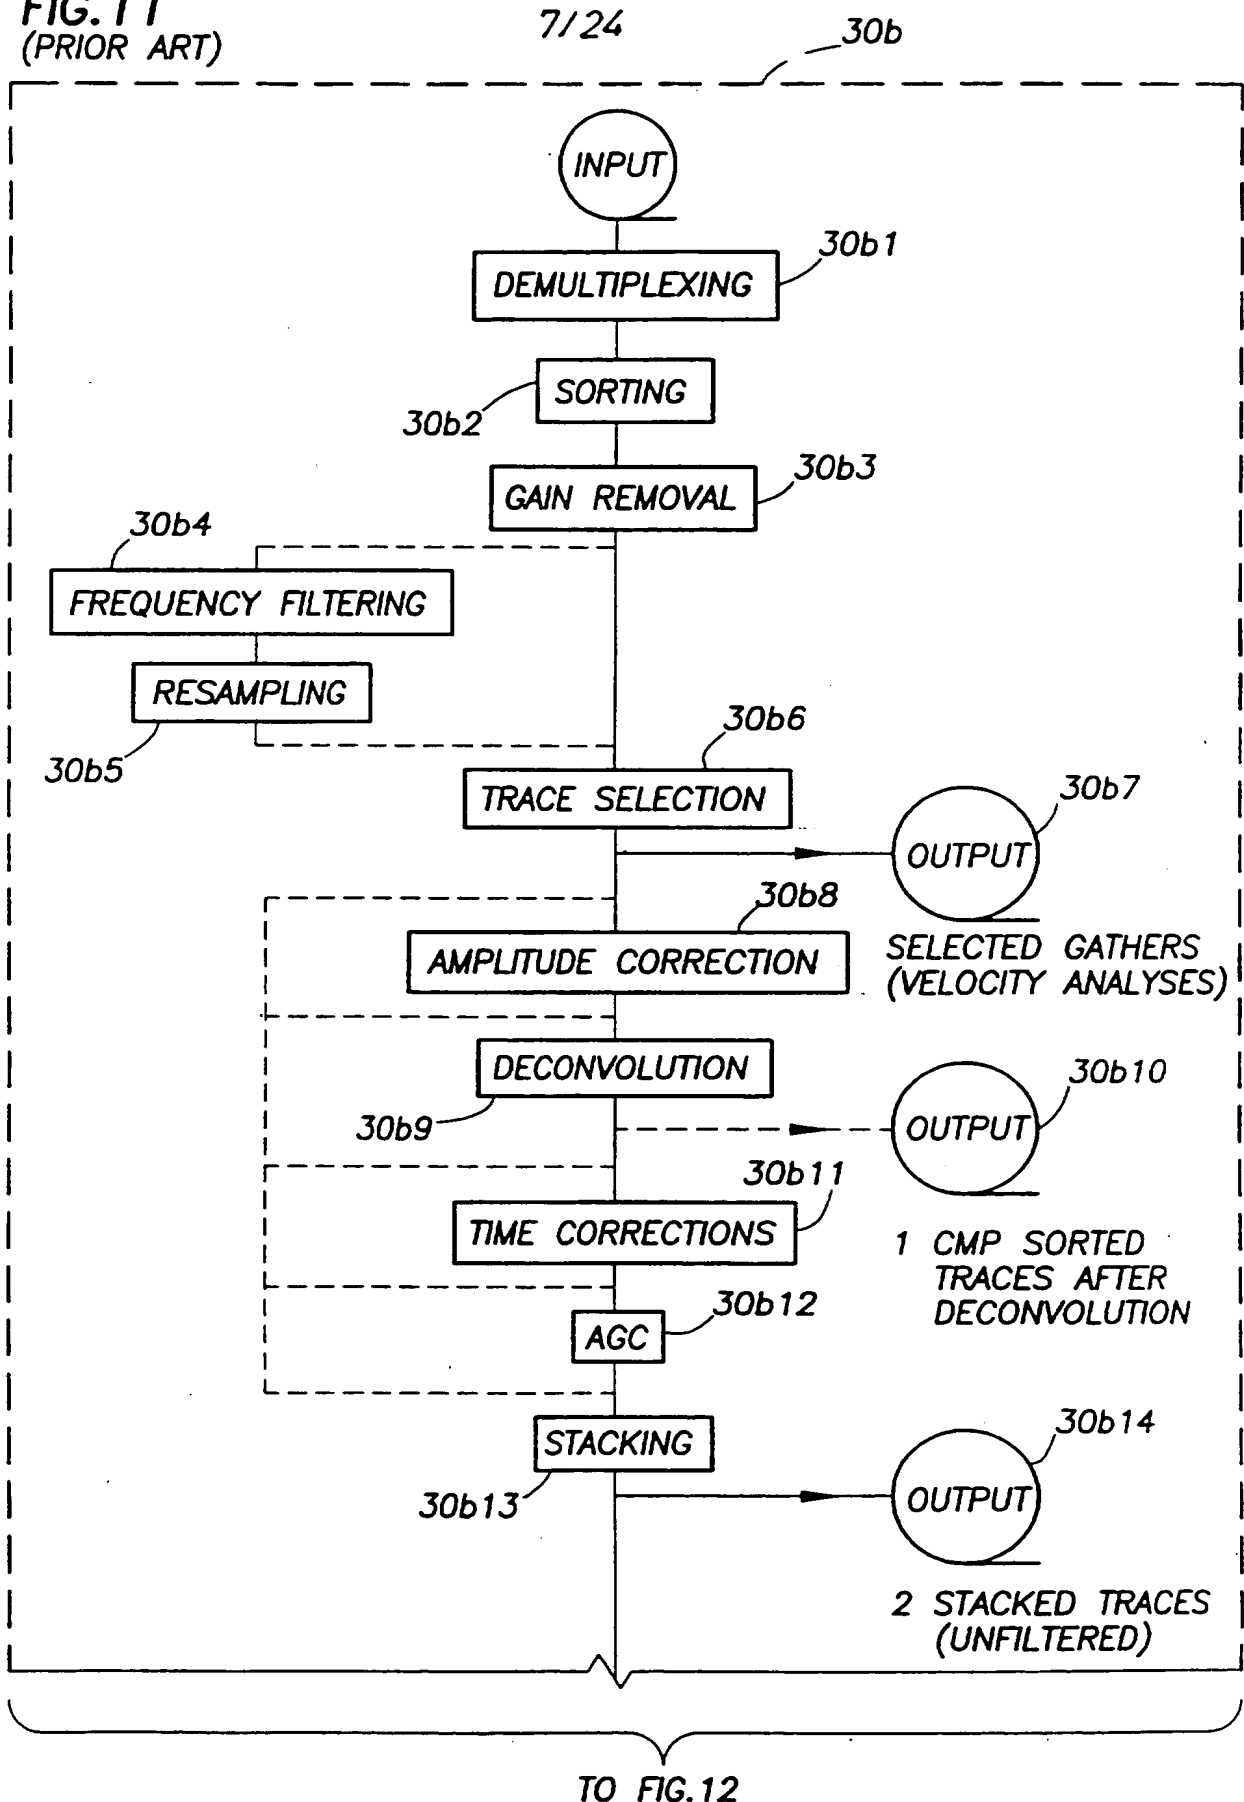 FIG. 11
(PRIOR ART)
7/24
30b
INPUT
30b1
DEMULTIPLEXING
SORTING
30b2
30b3
GAIN REMOVAL
30b4
FREQUENCY FILTERING
RESAMPLING
30b5
30b6
TRACE SELECTION
30b7
OUTPUT
SELECTED GATHERS
(VELOCITY ANALYSES)
30b8
AMPLITUDE CORRECTION
DECONVOLUTION
30b9
30b10
OUTPUT
1 CMP SORTED
TRACES AFTER
DECONVOLUTION
30b11
TIME CORRECTIONS
30b12
AGC
STACKING
30b13
30b14
OUTPUT
2 STACKED TRACES
(UNFILTERED)
TO FIG.12